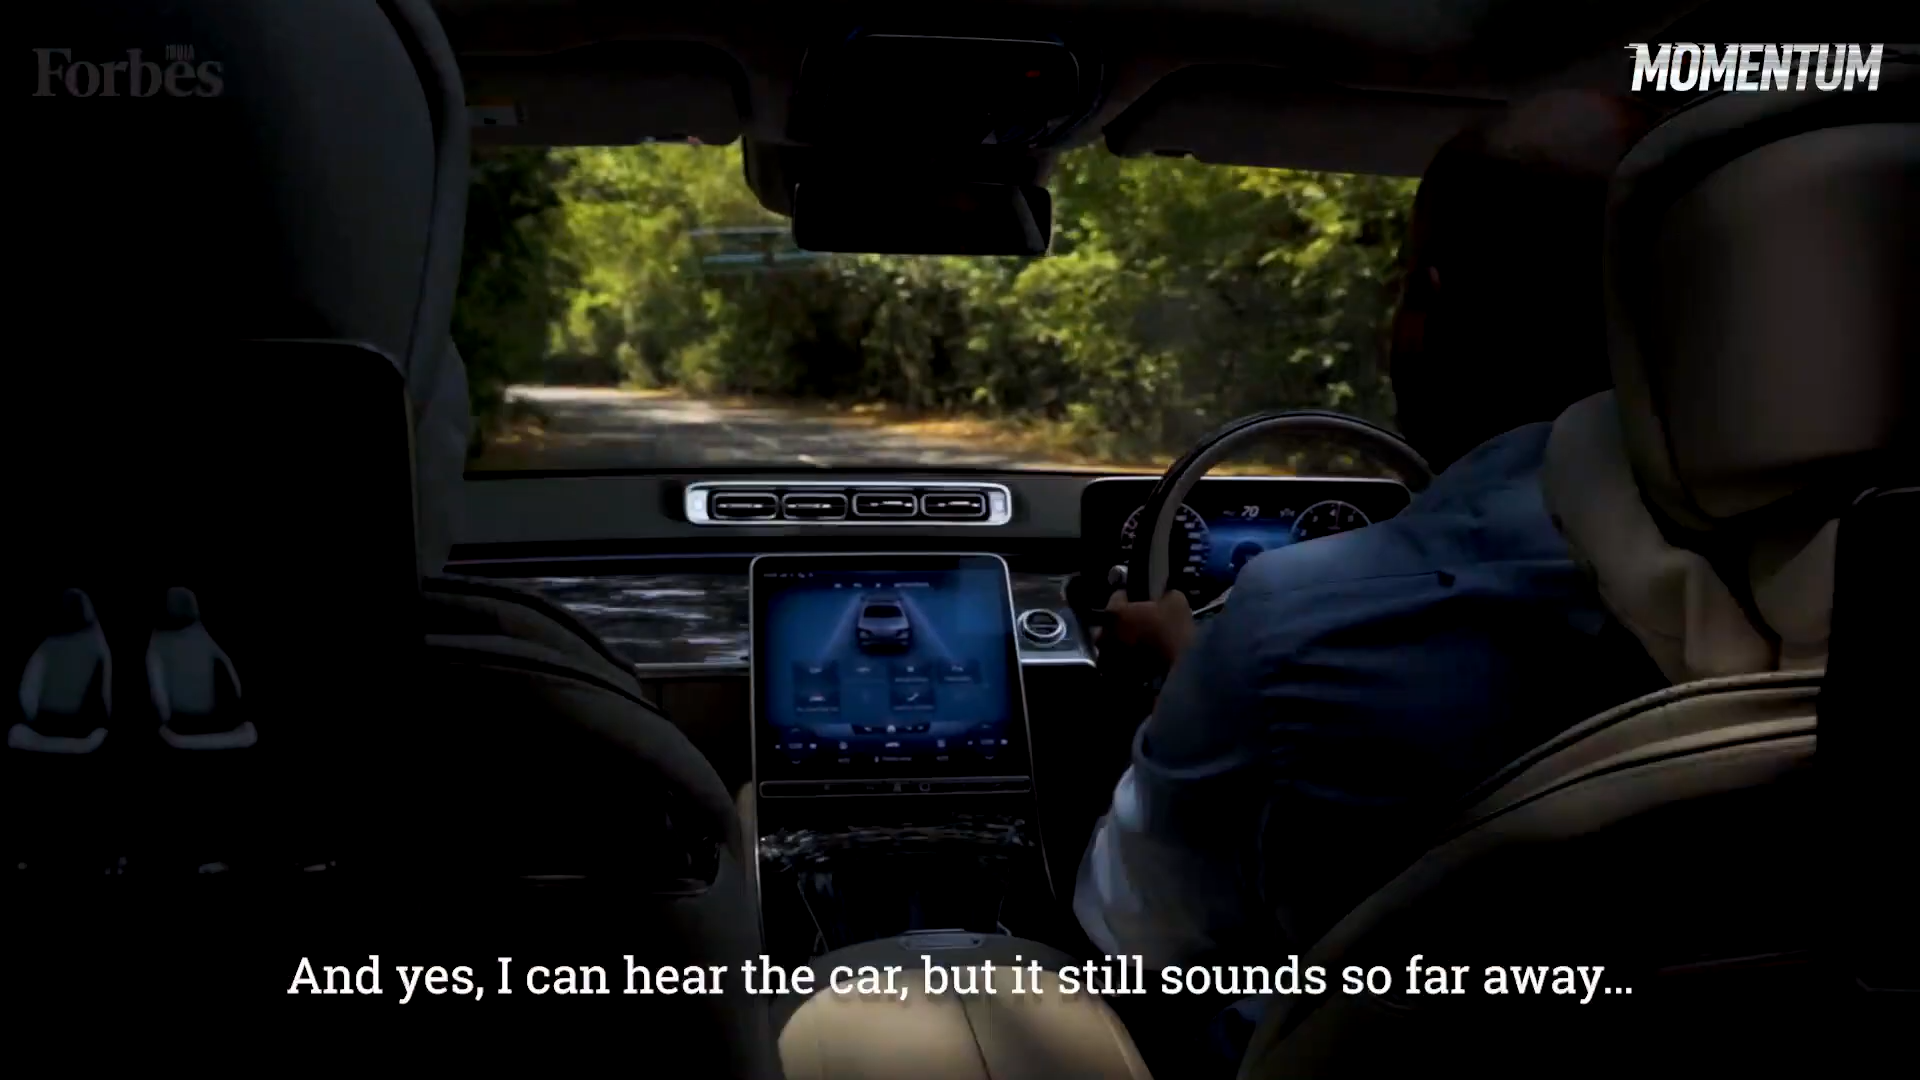 Forbes
INDIA
MOMENTUM
70
And yes, I can hear the car, but it still sounds so far away...